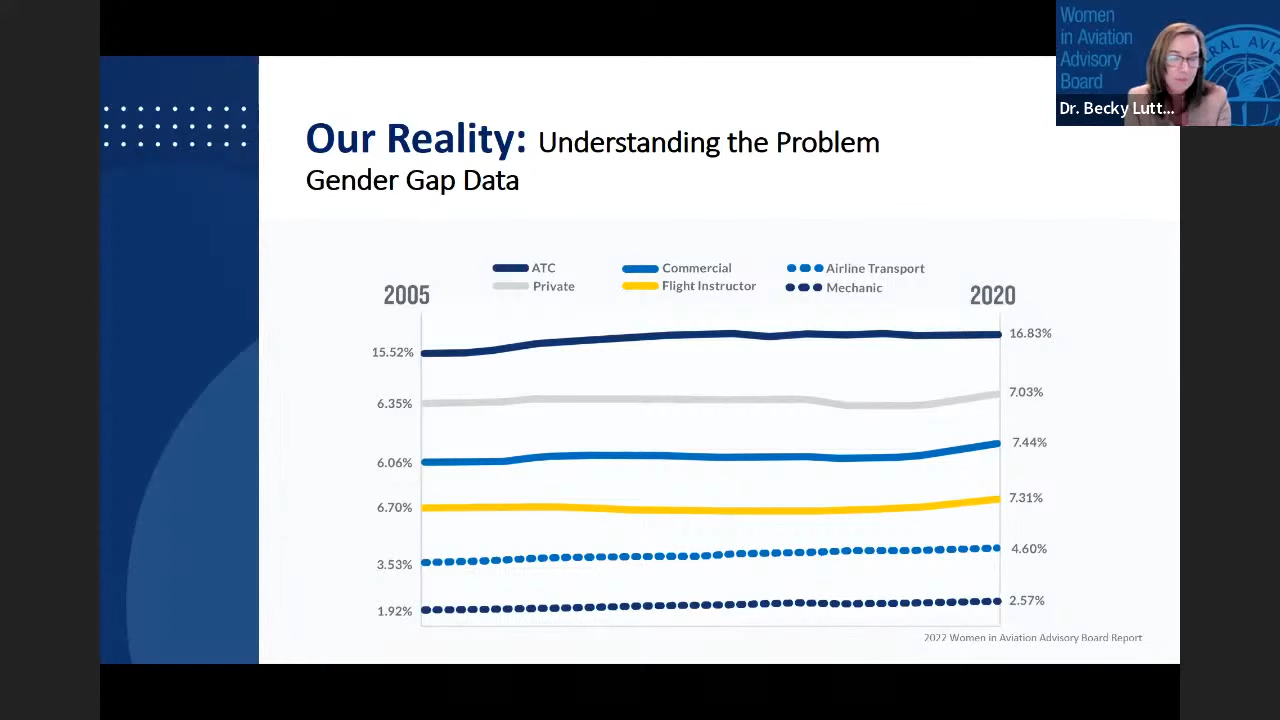 Women
in Aviation
Advisory
Board
Dr. Becky Lutt...
Our Reality: Understanding the Problem
Gender Gap Data
ATC Commercial Airline Transport
Private Flight Instructor Mechanic
2005 2020
15.52% 16.83%
6.35% 7.03%
6.06% 7.44%
6.70% 7.31%
3.53% 4.60%
1.92% 2.57%
2022 Women in Aviation Advisory Board Report